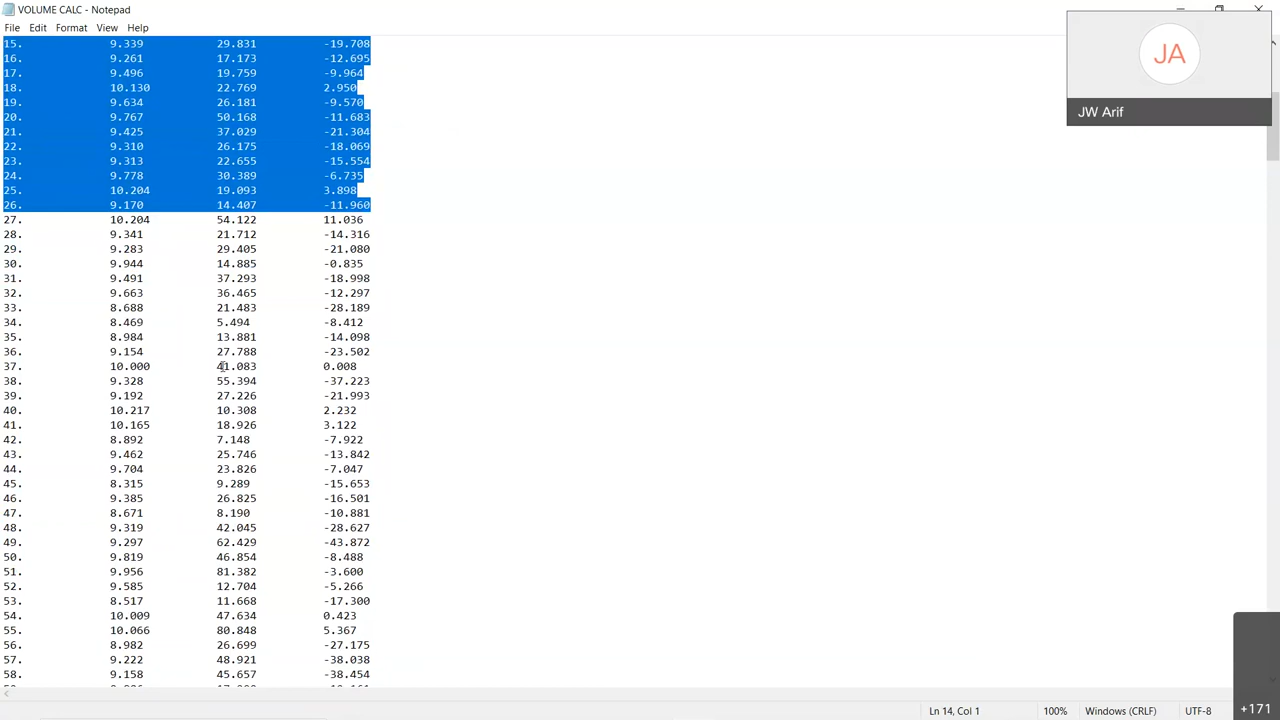 VOLUME CALC - Notepad
File Edit Format View Help
15. 9.339 29.831 -19.708
16. 9.261 17.173 -12.695
17. 9.496 19.759 -9.964
18. 10.130 22.769 2.950
19. 9.634 26.181 -9.570
20. 9.767 50.168 -11.683
21. 9.425 37.029 -21.304
22. 9.310 26.175 -18.069
23. 9.313 22.655 -15.554
24. 9.778 30.389 -6.735
25. 10.204 19.093 3.898
26. 9.170 14.407 -11.960
27. 10.204 54.122 11.036
28. 9.341 21.712 -14.316
29. 9.283 29.405 -21.080
30. 9.944 14.885 -0.835
31. 9.491 37.293 -18.998
32. 9.663 36.465 -12.297
33. 8.688 21.483 -28.189
34. 8.469 5.494 -8.412
35. 8.984 13.881 -14.098
36. 9.154 27.788 -23.502
37. 10.000 41.083 0.008
38. 9.328 55.394 -37.223
39. 9.192 27.226 -21.993
40. 10.217 10.308 2.232
41. 10.165 18.926 3.122
42. 8.892 7.148 -7.922
43. 9.462 25.746 -13.842
44. 9.704 23.826 -7.047
45. 8.315 9.289 -15.653
46. 9.385 26.825 -16.501
47. 8.671 8.190 -10.881
48. 9.319 42.045 -28.627
49. 9.297 62.429 -43.872
50. 9.819 46.854 -8.488
51. 9.956 81.382 -3.600
52. 9.585 12.704 -5.266
53. 8.517 11.668 -17.300
54. 10.009 47.634 0.423
55. 10.066 80.848 5.367
56. 8.982 26.699 -27.175
57. 9.222 48.921 -38.038
58. 9.158 45.657 -38.454
JA
JW Arif
Ln 14, Col 1 100% Windows (CRLF) UTF-8
+171